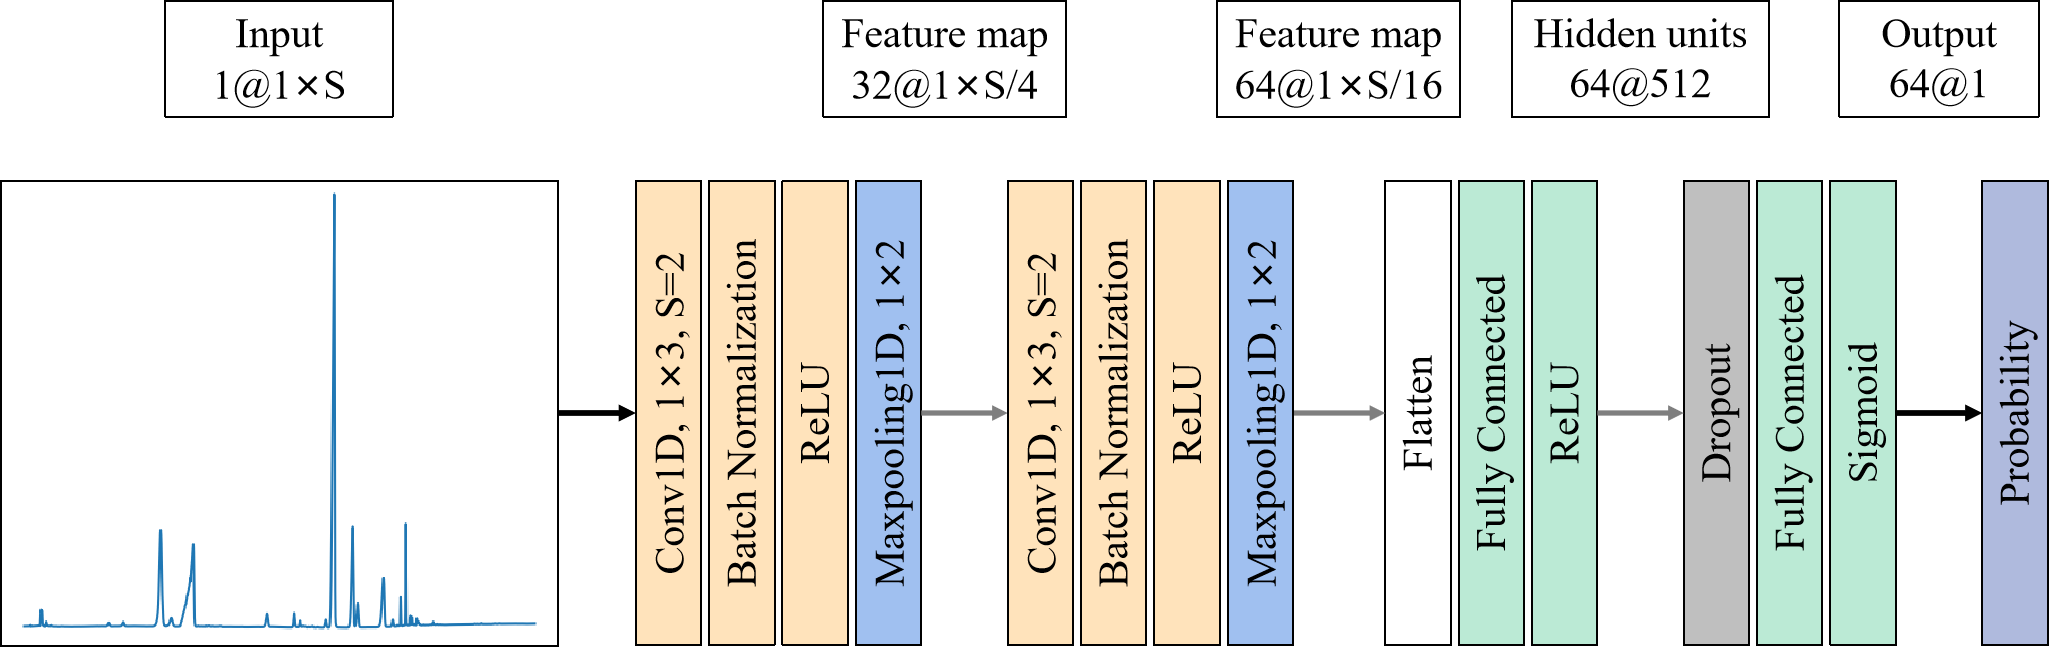 Input
1@1×S
Feature map
32@1×S/4
Feature map
64@1×S/16
Hidden units
64@512
Output
64@1
Conv1D, 1×3, S=2
Batch Normalization
ReLU
Maxpooling1D, 1×2
Conv1D, 1×3, S=2
Batch Normalization
ReLU
Maxpooling1D, 1×2
Flatten
Fully Connected
ReLU
Dropout
Fully Connected
Sigmoid
Probability